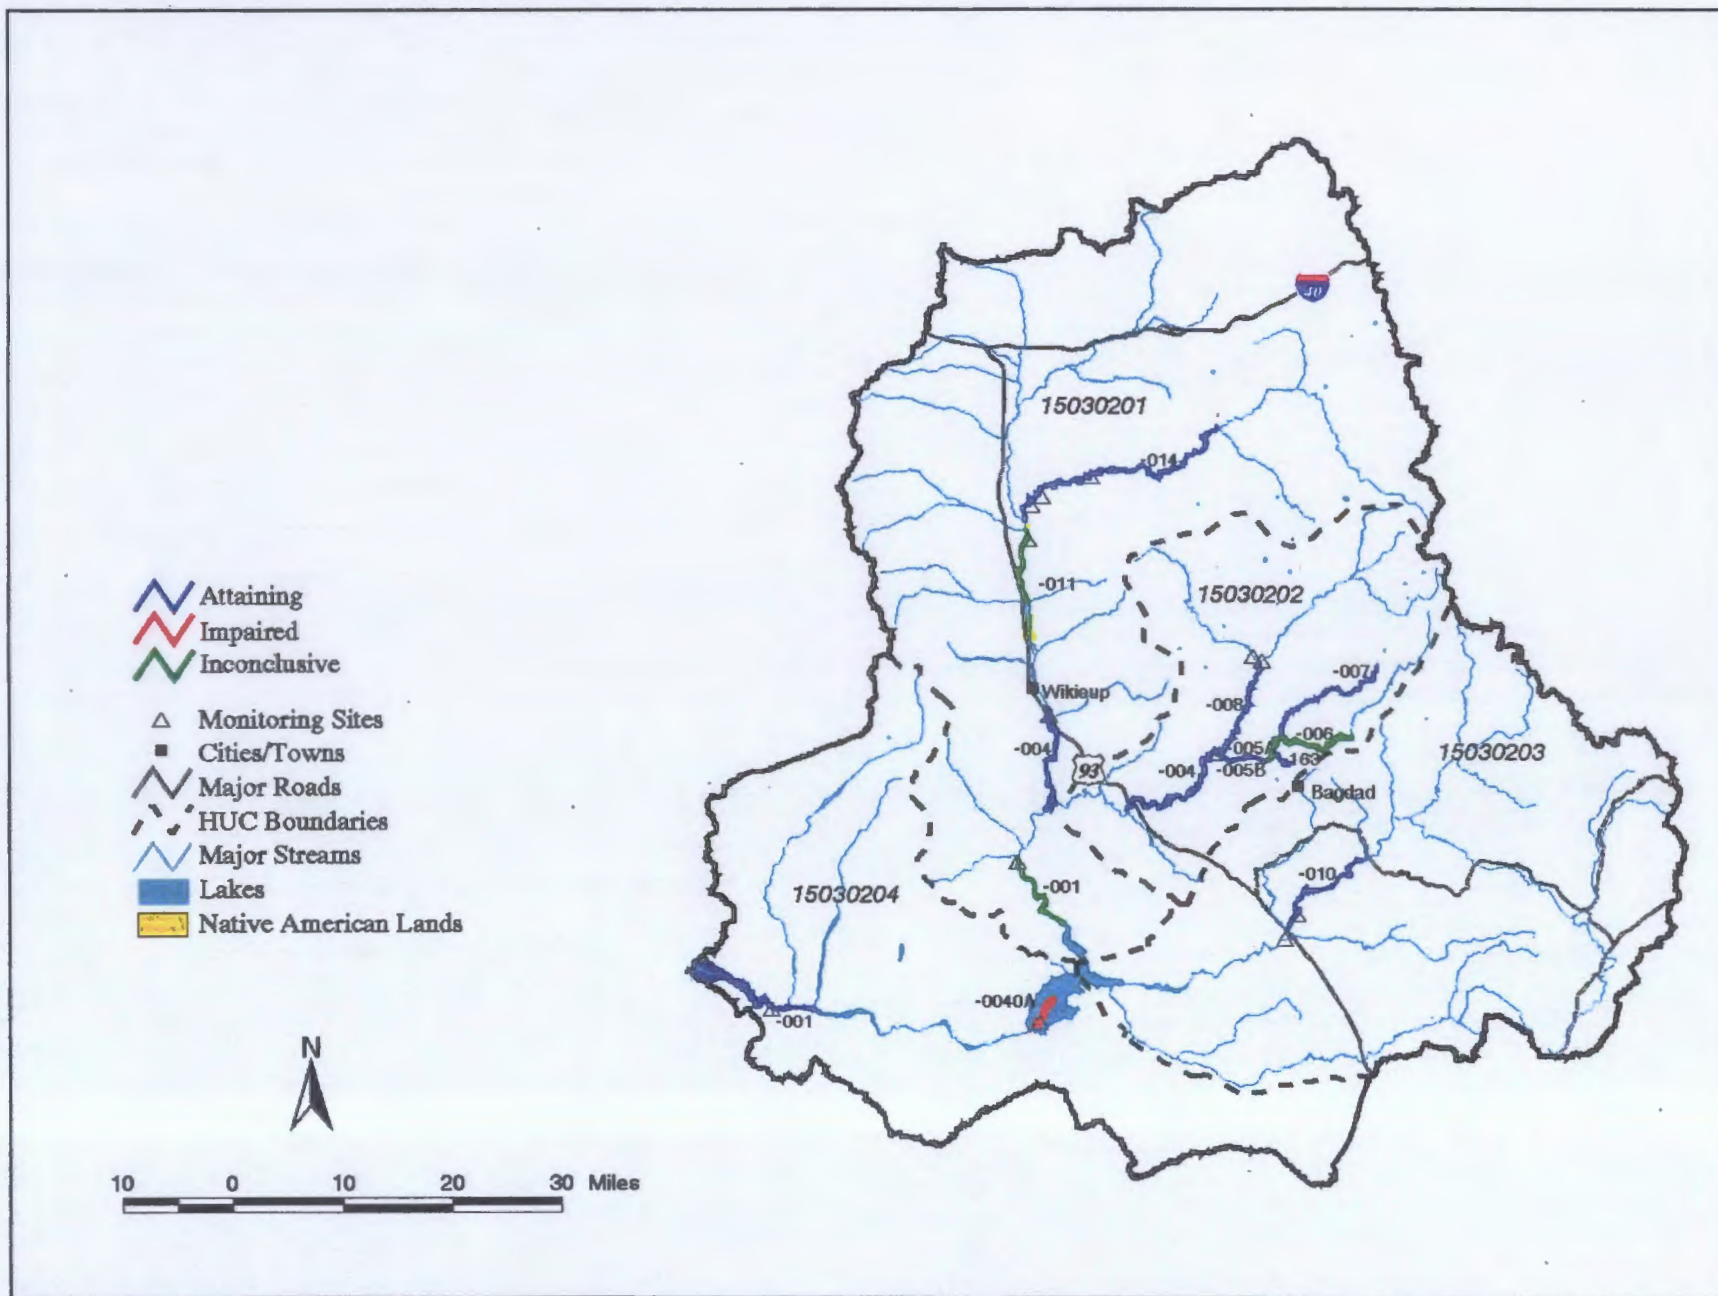 40
15030201
-014
-011
15030202
-007
Wikieup
-008
-006
-004
-005A
15030203
93
-004
-005B
163
Bagdad
-010
-001
15030204
-0040A
-001
Attaining
Impaired
Inconclusive
Monitoring Sites
Cities/Towns
Major Roads
HUC Boundaries
Major Streams
Lakes
Native American Lands
N
10 0 10 20 30 Miles